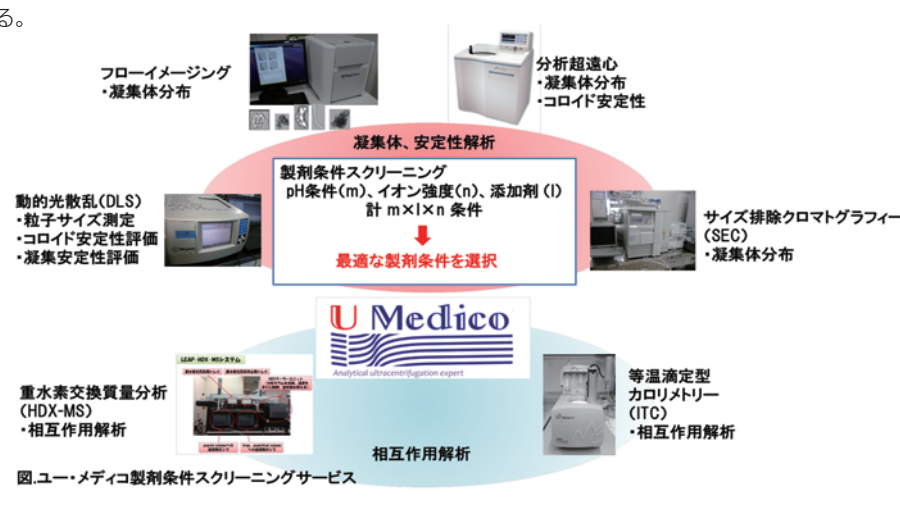 る。
フローイメージング
・凝集体分布
分析超遠心
・凝集体分布
・コロイド安定性
凝集体、安定性解析
製剤条件スクリーニング
pH条件(m)、イオン強度(n)、添加剤(l)
計 m×l×n 条件
最適な製剤条件を選択
動的光散乱(DLS)
・粒子サイズ測定
・コロイド安定性評価
・凝集安定性評価
サイズ排除クロマトグラフィー
(SEC)
・凝集体分布
U Medico
Analytical ultracentrifugation expert
LEAP-HDX-MSシステム
重水素交換質量分析
(HDX-MS)
・相互作用解析
等温滴定型
カロリメトリー
(ITC)
・相互作用解析
相互作用解析
図.ユー・メディコ製剤条件スクリーニングサービス